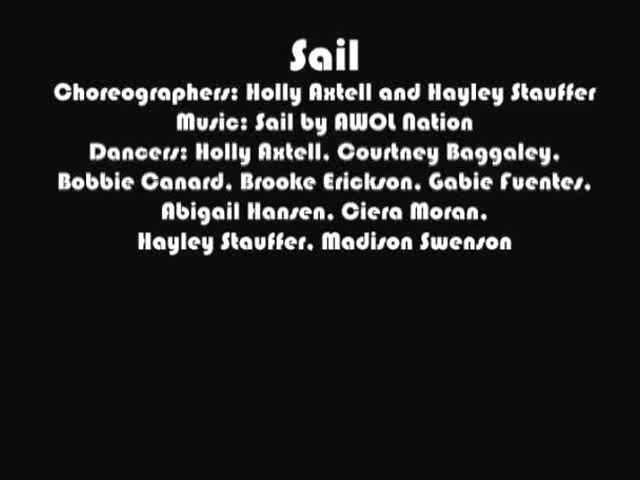 Sail
Choreographers: Holly Axtell and Hayley Stauffer
Music: Sail by AWOL Nation
Dancers: Holly Axtell, Courtney Baggaley,
Bobbie Canard, Brooke Erickson, Gabie Fuentes,
Abigail Hansen, Ciera Moran,
Hayley Stauffer, Madison Swenson